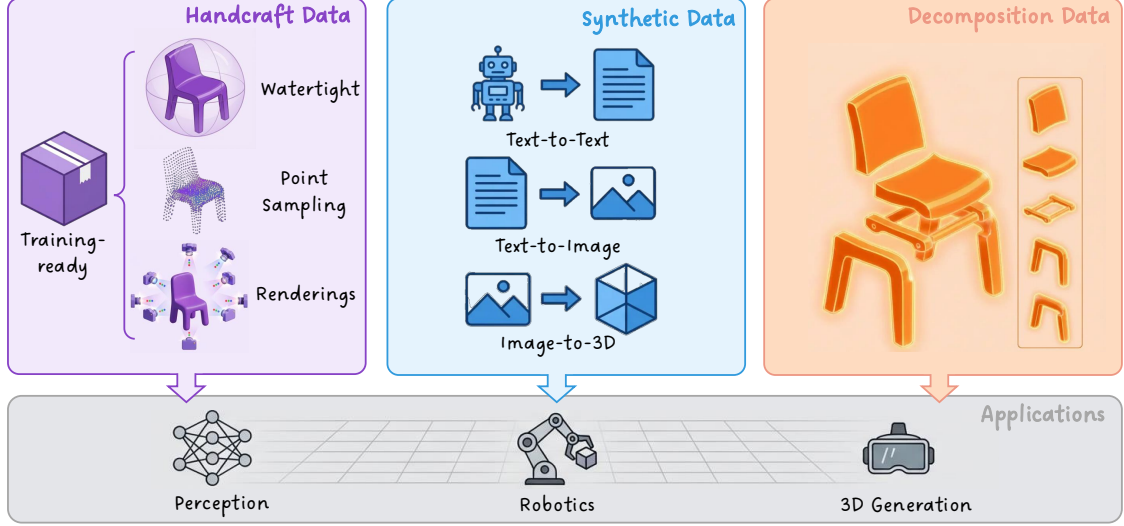 Handcraft Data
Watertight
Point
Sampling
Training-
ready
Renderings
Synthetic Data
Text-to-Text
Text-to-Image
Image-to-3D
Decomposition Data
Applications
Perception
Robotics
3D Generation